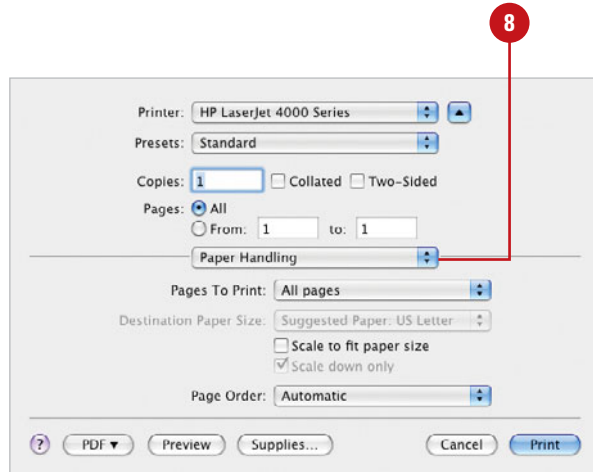 8
Printer: HP LaserJet 4000 Series
Presets: Standard
Copies: 1 Collated Two-Sided
Pages: All
From: 1 to: 1
Paper Handling
Pages To Print: All pages
Destination Paper Size: Suggested Paper: US Letter
Scale to fit paper size
Scale down only
Page Order: Automatic
? PDF▼ Preview Supplies... Cancel Print